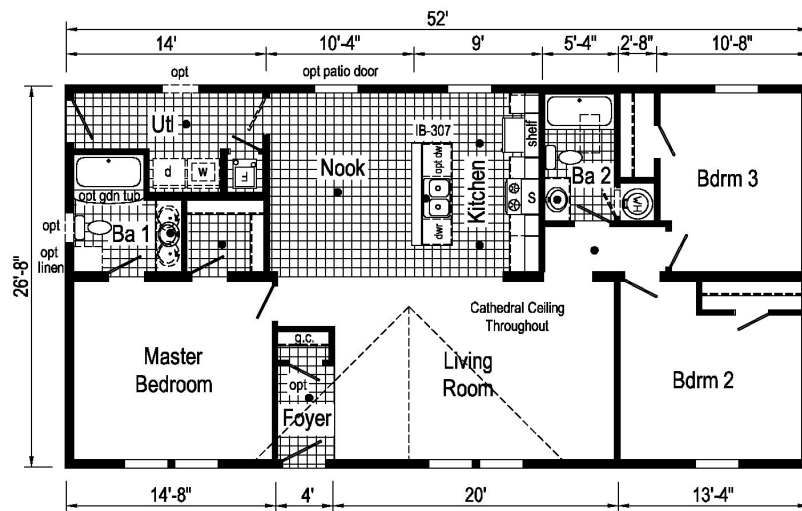 52'
14'
10'-4"
9'
5'-4"
2'-8"
10'-8"
opt
opt patio door
Utl
IB-307
shelf
Nook
opt dw
Kitchen
Ba 2
Bdrm 3
d
w
F
S
WH
opt gdn tub
opt
Ba 1
dwr
opt
linen
26'-8"
Cathedral Ceiling
Throughout
g.c.
Master
Bedroom
opt
Living
Room
Bdrm 2
Foyer
14'-8"
4'
20'
13'-4"